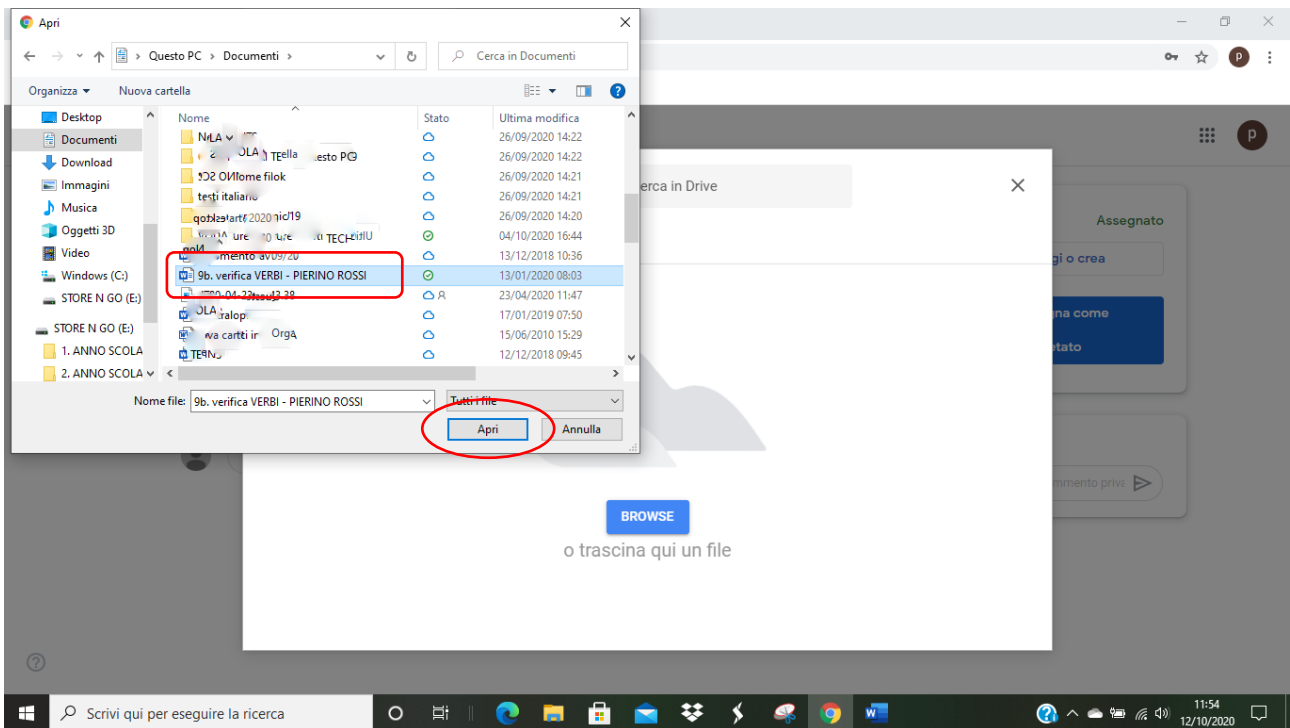 Apri
Questo PC > Documenti >
Cerca in Documenti
Organizza
Nuova cartella
Nome
Stato
Ultima modifica
Desktop
Documenti
Download
Immagini
Musica
Oggetti 3D
Video
Windows (C:)
STORE N GO (E:)
STORE N GO (E:)
1. ANNO SCOLA
2. ANNO SCOLA
26/09/2020 14:22
26/09/2020 14:22
26/09/2020 14:21
testi italiano
26/09/2020 14:21
26/09/2020 14:20
04/10/2020 16:44
13/12/2018 10:36
9b. verifica VERBI - PIERINO ROSSI
13/01/2020 08:03
23/04/2020 11:47
17/01/2019 07:50
15/06/2010 15:29
12/12/2018 09:45
Nome file:
9b. verifica VERBI - PIERINO ROSSI
Tutti i file
Apri
Annulla
P
P
erca in Drive
Assegnato
gi o crea
gna come
etato
mmento priva
BROWSE
o trascina qui un file
Scrivi qui per eseguire la ricerca
11:54
12/10/2020